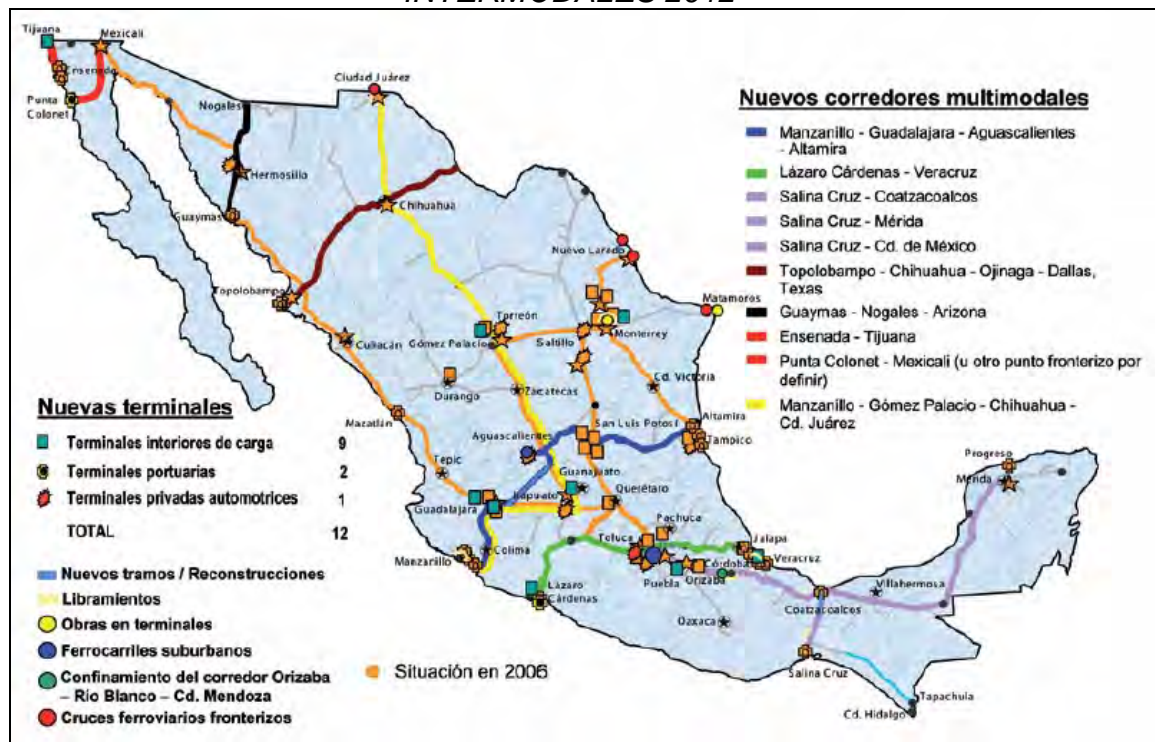 INTERMODALES 2012
Tijuana
Mexicali
Ensenada
Punta
Colonet
Nogales
Ciudad Juárez
Hermosillo
Guaymas
Chihuahua
Topolobampo
Nuevo Laredo
Matamoros
Torreón
Gómez Palacio
Saltillo
Monterrey
Culiacán
Durango
Zacatecas
Cd. Victoria
Mazatlán
Aguascalientes
San Luis Potosí
Altamira
Tampico
Tepic
Guanajuato
Irapuato
Querétaro
Guadalajara
Pachuca
Toluca
Jalapa
Veracruz
Córdoba
Orizaba
Puebla
Manzanillo
Colima
Lázaro
Cárdenas
Oaxaca
Progreso
Mérida
Villahermosa
Coatzacoalcos
Salina Cruz
Tapachula
Cd. Hidalgo
Nuevos corredores multimodales
Manzanillo - Guadalajara - Aguascalientes
- Altamira
Lázaro Cárdenas - Veracruz
Salina Cruz - Coatzacoalcos
Salina Cruz - Mérida
Salina Cruz - Cd. de México
Topolobampo - Chihuahua - Ojinaga - Dallas,
Texas
Guaymas - Nogales - Arizona
Ensenada - Tijuana
Punta Colonet - Mexicali (u otro punto fronterizo por
definir)
Manzanillo - Gómez Palacio - Chihuahua -
Cd. Juárez
Nuevas terminales
Terminales interiores de carga 9
Terminales portuarias 2
Terminales privadas automotrices 1
TOTAL 12
Nuevos tramos / Reconstrucciones
Libramientos
Obras en terminales
Ferrocarriles suburbanos
Confinamiento del corredor Orizaba
– Río Blanco – Cd. Mendoza
Cruces ferroviarios fronterizos
Situación en 2006